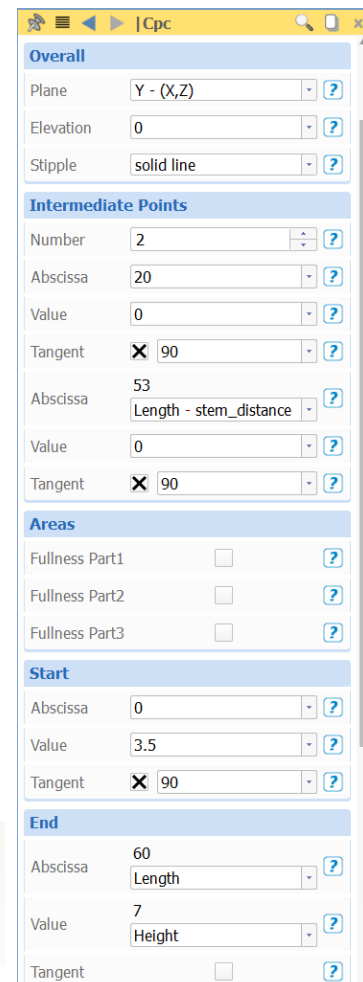 |Cpc
Overall
Plane Y - (X,Z) ?
Elevation 0 ?
Stipple solid line ?
Intermediate Points
Number 2 ?
Abscissa 20 ?
Value 0 ?
Tangent 90 ?
53
Abscissa Length - stem_distance ?
Value 0 ?
Tangent 90 ?
Areas
Fullness Part1 ?
Fullness Part2 ?
Fullness Part3 ?
Start
Abscissa 0 ?
Value 3.5 ?
Tangent 90 ?
End
60
Abscissa Length ?
7
Value Height ?
Tangent ?